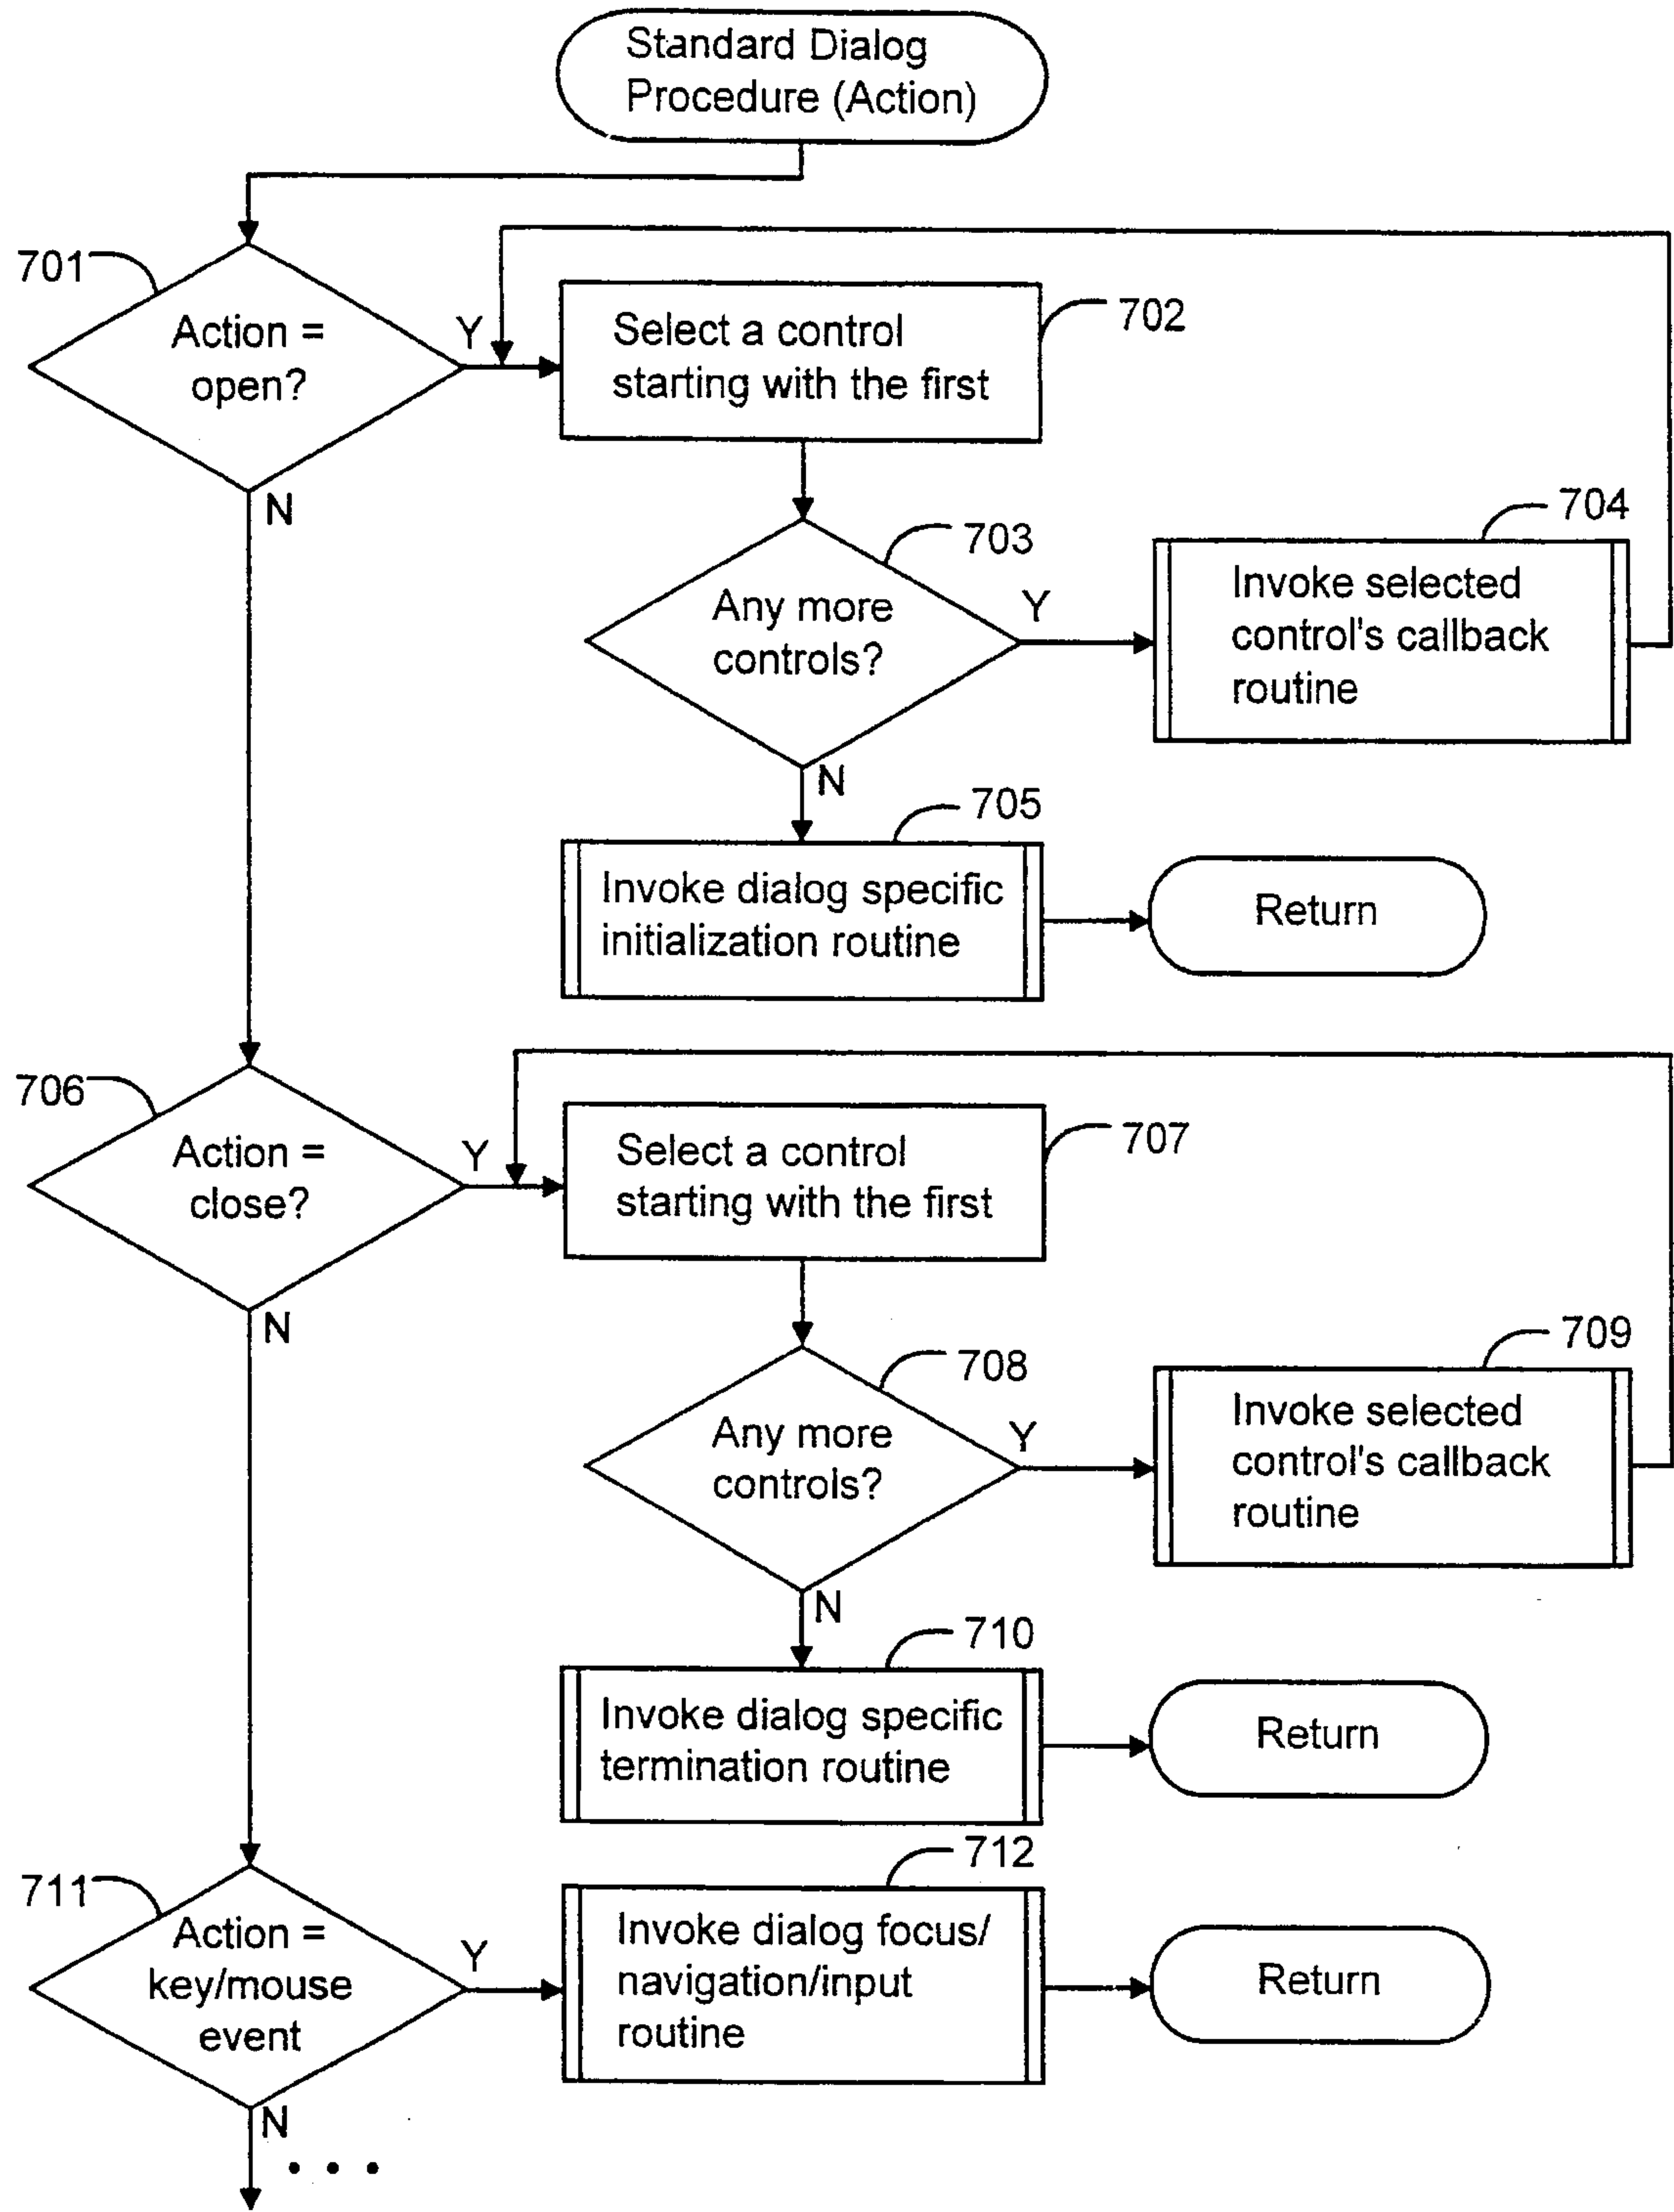 Standard Dialog
Procedure (Action)
701
Action =
open?
Y
N
702
Select a control
starting with the first
703
Any more
controls?
Y
N
704
Invoke selected
control's callback
routine
705
Invoke dialog specific
initialization routine
Return
706
Action =
close?
Y
N
707
Select a control
starting with the first
708
Any more
controls?
Y
N
709
Invoke selected
control's callback
routine
710
Invoke dialog specific
termination routine
Return
711
Action =
key/mouse
event
Y
N
712
Invoke dialog focus/
navigation/input
routine
Return
• • •